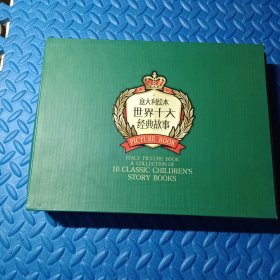 意大利绘本
世界十大
经典故事
PICTURE BOOK
ITALY PICTURE BOOK
A COLLECTION OF
10 CLASSIC CHILDREN'S
STORY BOOKS